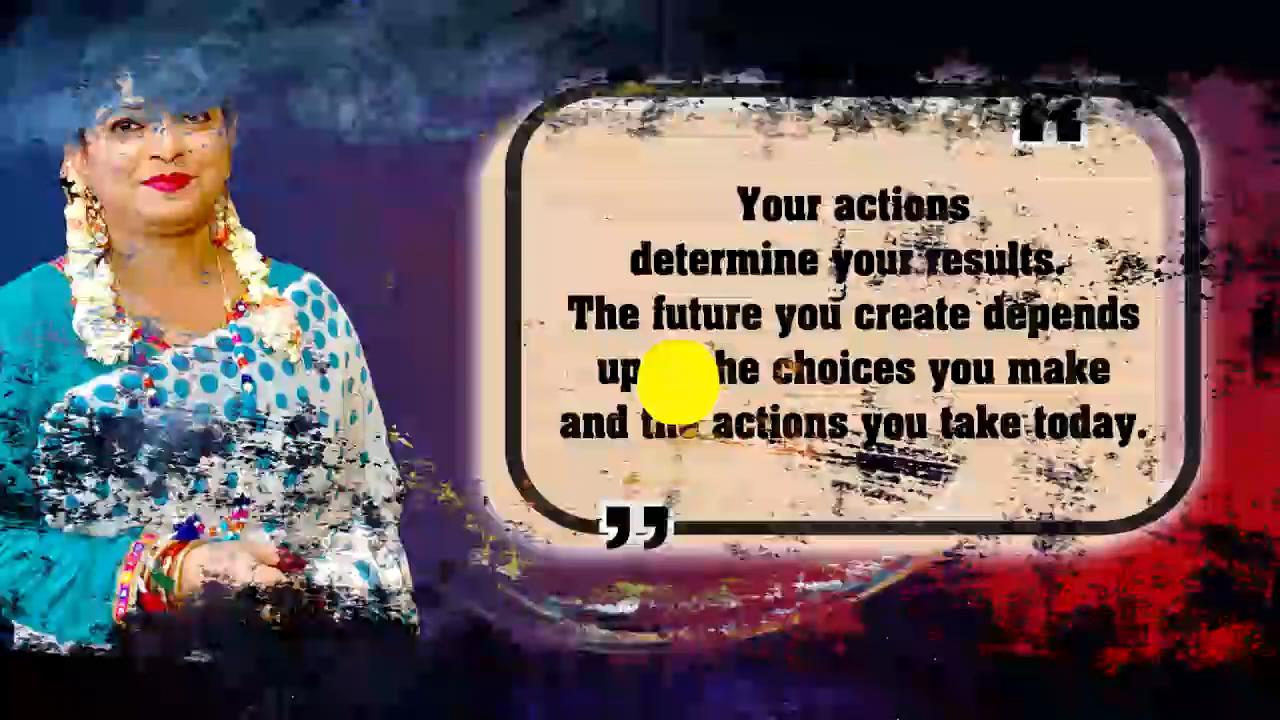 Your actions
determine your results.
The future you create depends
the choices you make
and the actions you take today.